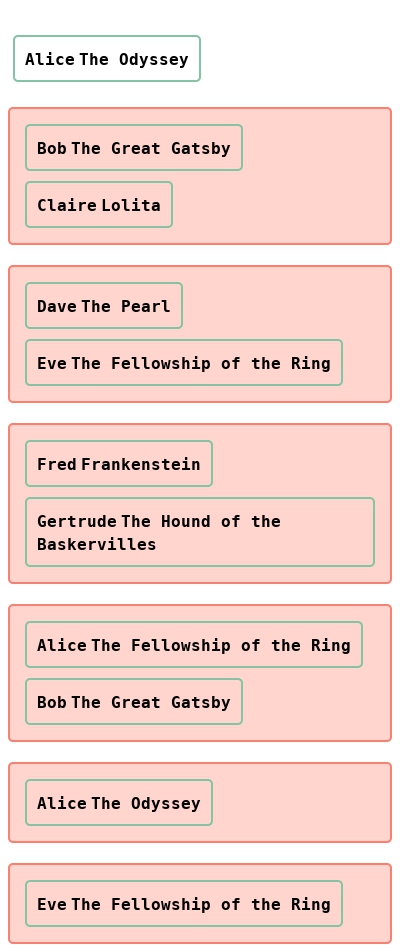 Alice The Odyssey
Bob The Great Gatsby
Claire Lolita
Dave The Pearl
Eve The Fellowship of the Ring
Fred Frankenstein
Gertrude The Hound of the
Baskervilles
Alice The Fellowship of the Ring
Bob The Great Gatsby
Alice The Odyssey
Eve The Fellowship of the Ring